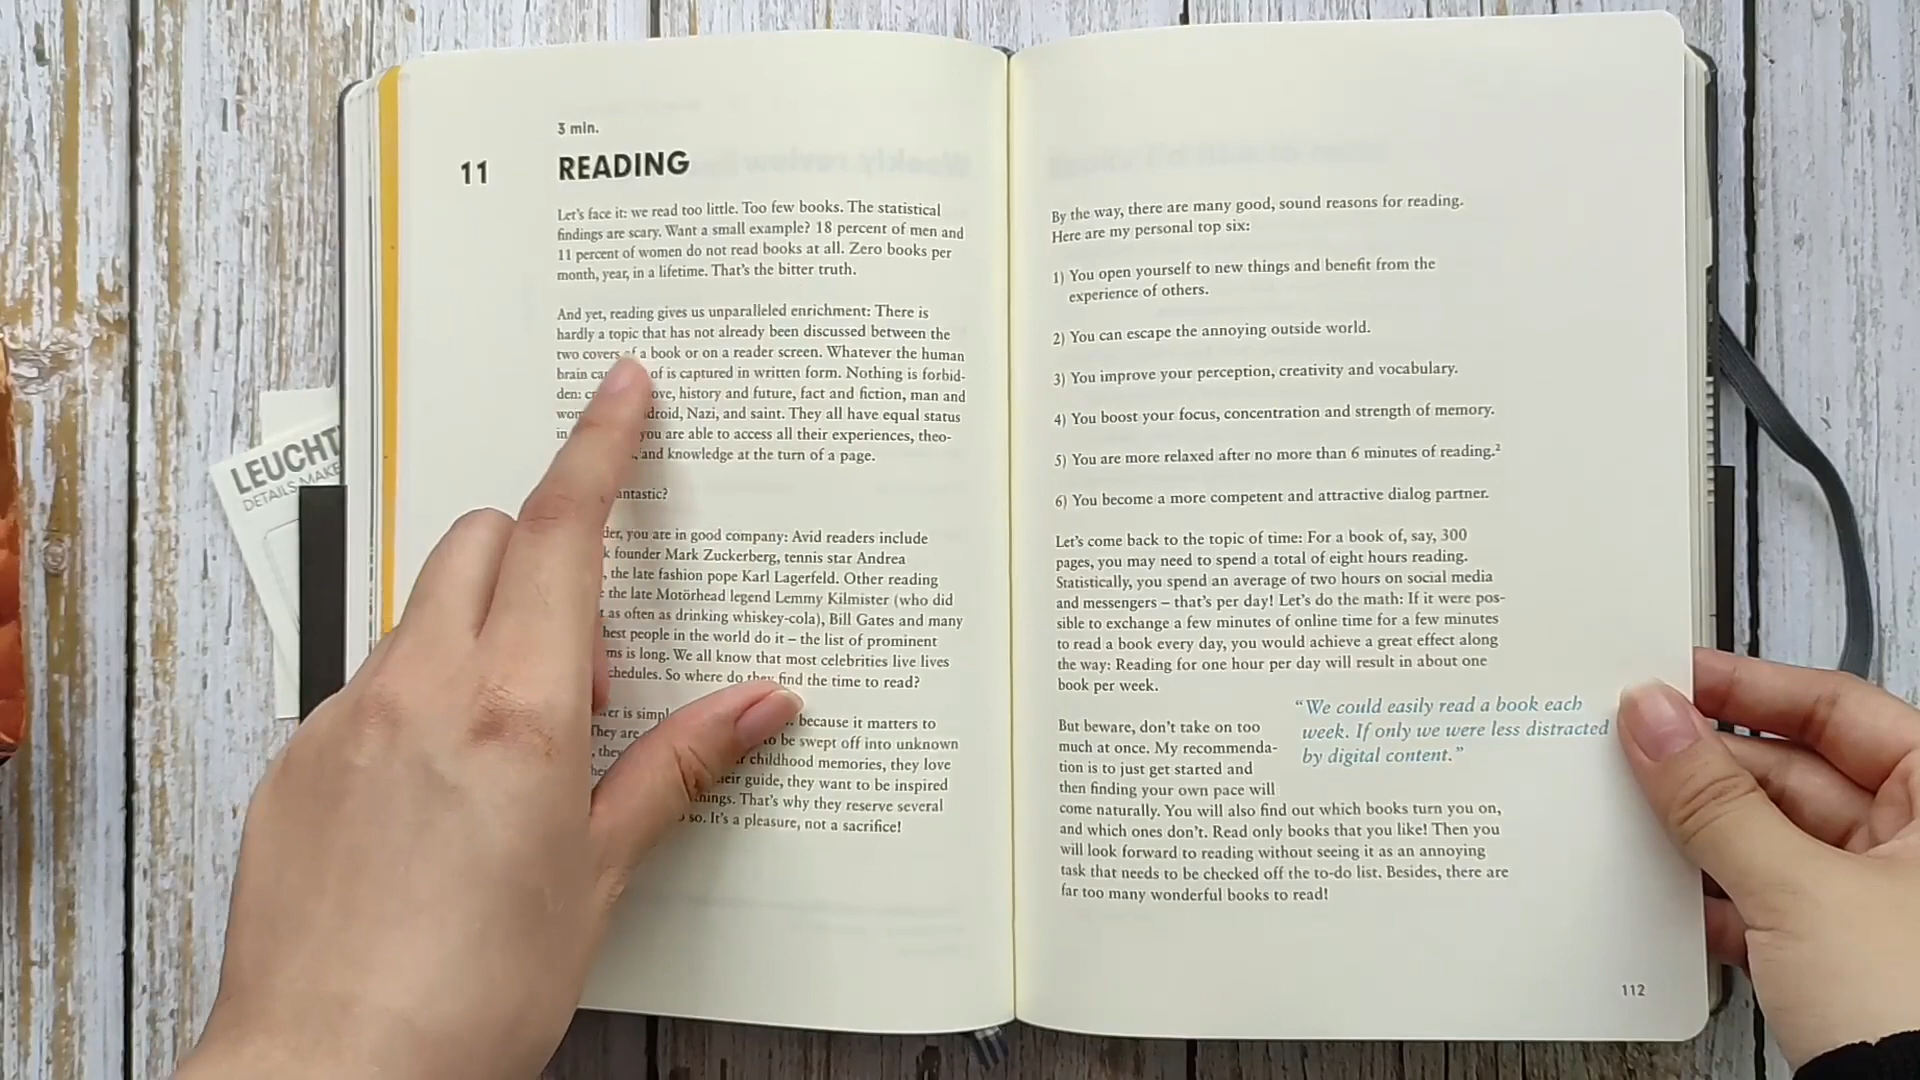 3 min.
11 READING
Let's face it: we read too little. Too few books. The statistical
findings are scary. Want a small example? 18 percent of men and
11 percent of women do not read books at all. Zero books per
month, year, in a lifetime. That's the bitter truth.
And yet, reading gives us unparalleled enrichment: There is
hardly a topic that has not already been discussed between the
two covers of a book or on a reader screen. Whatever the human
brain of is captured in written form. Nothing is forbid-
den: history and future, fact and fiction, man and
Nazi, and saint. They all have equal status
in you are able to access all their experiences, theo-
and knowledge at the turn of a page.
you are in good company: Avid readers include
founder Mark Zuckerberg, tennis star Andrea
the late fashion pope Karl Lagerfeld. Other reading
the late Motörhead legend Lemmy Kilmister (who did
as often as drinking whiskey-cola), Bill Gates and many
people in the world do it – the list of prominent
is long. We all know that most celebrities live lives
So where do they find the time to read?
is because it matters to
They are to be swept off into unknown
childhood memories, they love
guide, they want to be inspired
That's why they reserve several
so. It's a pleasure, not a sacrifice!
By the way, there are many good, sound reasons for reading.
Here are my personal top six:
1) You open yourself to new things and benefit from the
experience of others.
2) You can escape the annoying outside world.
3) You improve your perception, creativity and vocabulary.
4) You boost your focus, concentration and strength of memory.
5) You are more relaxed after no more than 6 minutes of reading.²
6) You become a more competent and attractive dialog partner.
Let's come back to the topic of time: For a book of, say, 300
pages, you may need to spend a total of eight hours reading.
Statistically, you spend an average of two hours on social media
and messengers – that's per day! Let's do the math: If it were pos-
sible to exchange a few minutes of online time for a few minutes
to read a book every day, you would achieve a great effect along
the way: Reading for one hour per day will result in about one
book per week.
But beware, don't take on too
much at once. My recommenda-
tion is to just get started and
then finding your own pace will
come naturally. You will also find out which books turn you on,
and which ones don't. Read only books that you like! Then you
will look forward to reading without seeing it as an annoying
task that needs to be checked off the to-do list. Besides, there are
far too many wonderful books to read!
"We could easily read a book each
week. If only we were less distracted
by digital content."
112
LEUCHT
DETAILS MAKE